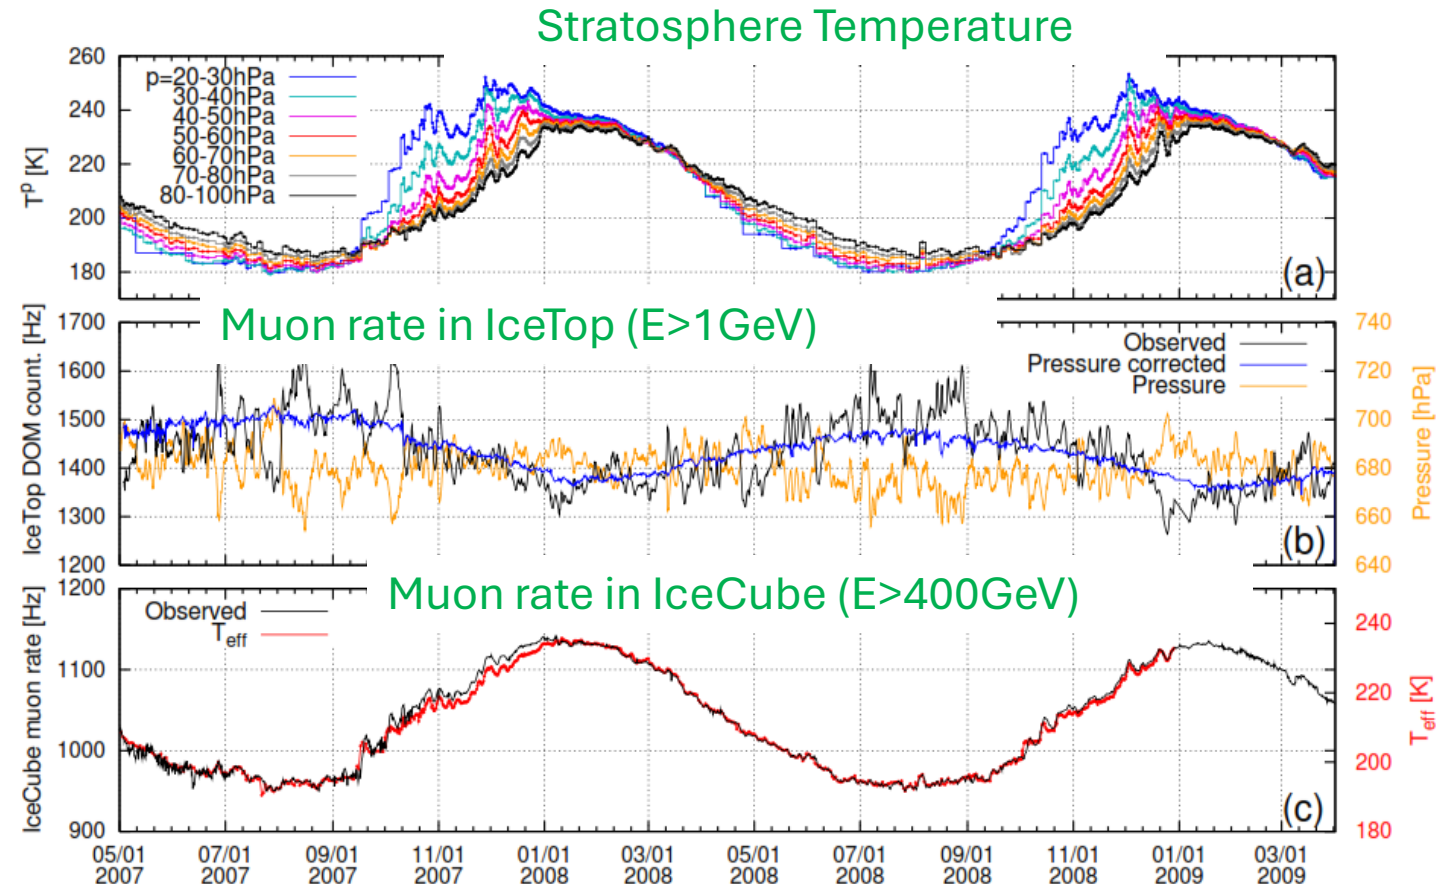 Stratosphere Temperature
260
240
220
200
180
Tᵖ [K]
p=20-30hPa
30-40hPa
40-50hPa
50-60hPa
60-70hPa
70-80hPa
80-100hPa
(a)
Muon rate in IceTop (E>1GeV)
1700
1600
1500
1400
1300
1200
IceTop DOM count. [Hz]
Observed
Pressure corrected
Pressure
740
720
700
680
660
640
Pressure [hPa]
(b)
Muon rate in IceCube (E>400GeV)
1200
1100
1000
900
IceCube muon rate [Hz]
Observed
Teff
240
220
200
180
Teff [K]
(c)
05/01 07/01 09/01 11/01 01/01 03/01 05/01 07/01 09/01 11/01 01/01 03/01
2007 2007 2007 2007 2008 2008 2008 2008 2008 2008 2009 2009